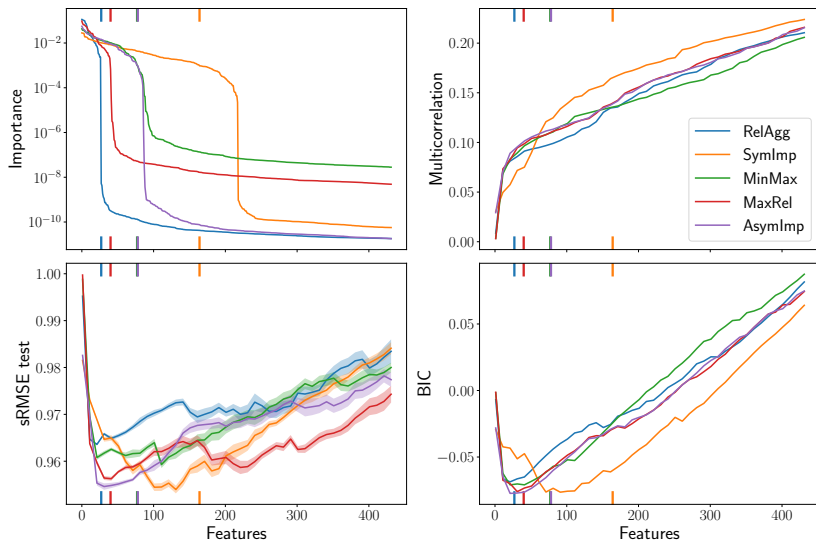 Importance
10⁻²
10⁻⁴
10⁻⁶
10⁻⁸
10⁻¹⁰
Multicorrelation
0.20
0.15
0.10
0.05
0.00
RelAgg
SymImp
MinMax
MaxRel
AsymImp
sRMSE test
1.00
0.99
0.98
0.97
0.96
0 100 200 300 400
Features
BIC
0.05
0.00
−0.05
0 100 200 300 400
Features